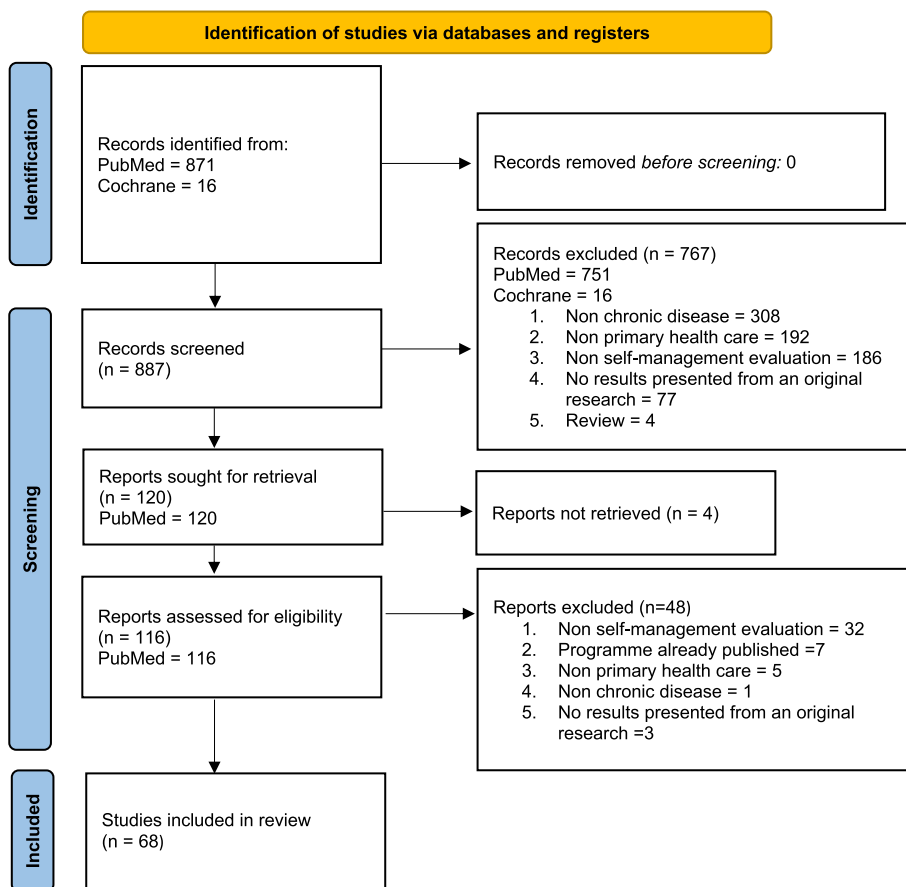 Identification of studies via databases and registers
Identification
Records identified from:
PubMed = 871
Cochrane = 16
Records removed before screening: 0
Screening
Records screened
(n = 887)
Records excluded (n = 767)
PubMed = 751
Cochrane = 16
1. Non chronic disease = 308
2. Non primary health care = 192
3. Non self-management evaluation = 186
4. No results presented from an original
research = 77
5. Review = 4
Reports sought for retrieval
(n = 120)
PubMed = 120
Reports not retrieved (n = 4)
Reports assessed for eligibility
(n = 116)
PubMed = 116
Reports excluded (n=48)
1. Non self-management evaluation = 32
2. Programme already published =7
3. Non primary health care = 5
4. Non chronic disease = 1
5. No results presented from an original
research =3
Included
Studies included in review
(n = 68)